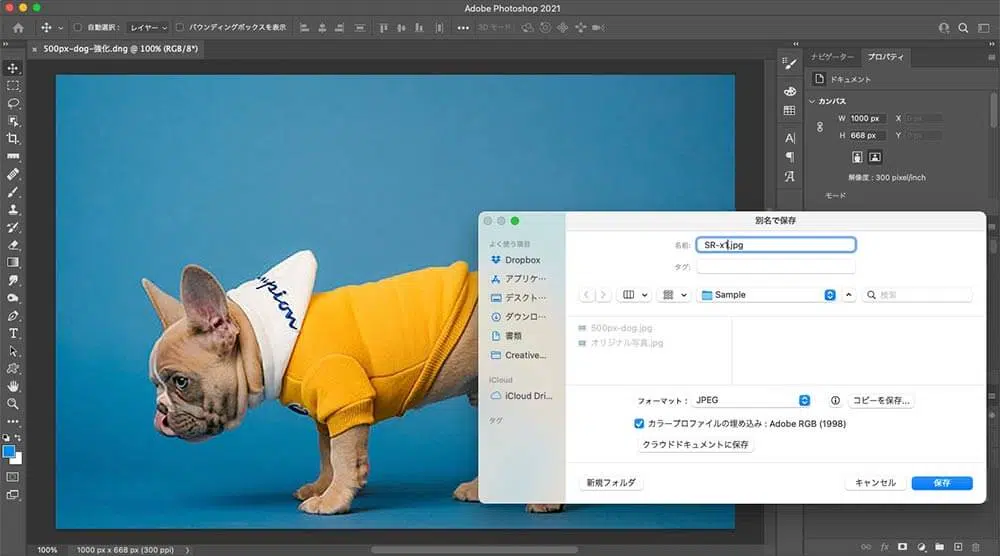 Adobe Photoshop 2021
自動選択: レイヤー バウンディングボックスを表示 3D モード:
500px-dog-強化.dng @ 100% (RGB/8*)
ナビゲーター プロパティ
ドキュメント
カンバス
W 1000 px X 0 px
H 668 px Y 0 px
解像度 : 300 pixel/inch
モード
pion
別名で保存
よく使う項目
Dropbox
アプリケ…
デスクト…
ダウンロ…
書類
Creative...
iCloud
iCloud Dri...
タグ
名前: SR-x1.jpg
タグ:
Sample
検索
500px-dog.jpg
オリジナル写真.jpg
フォーマット: JPEG
コピーを保存...
カラープロファイルの埋め込み : Adobe RGB (1998)
クラウドドキュメントに保存
新規フォルダ キャンセル 保存
100% 1000 px x 668 px (300 ppi)
fx